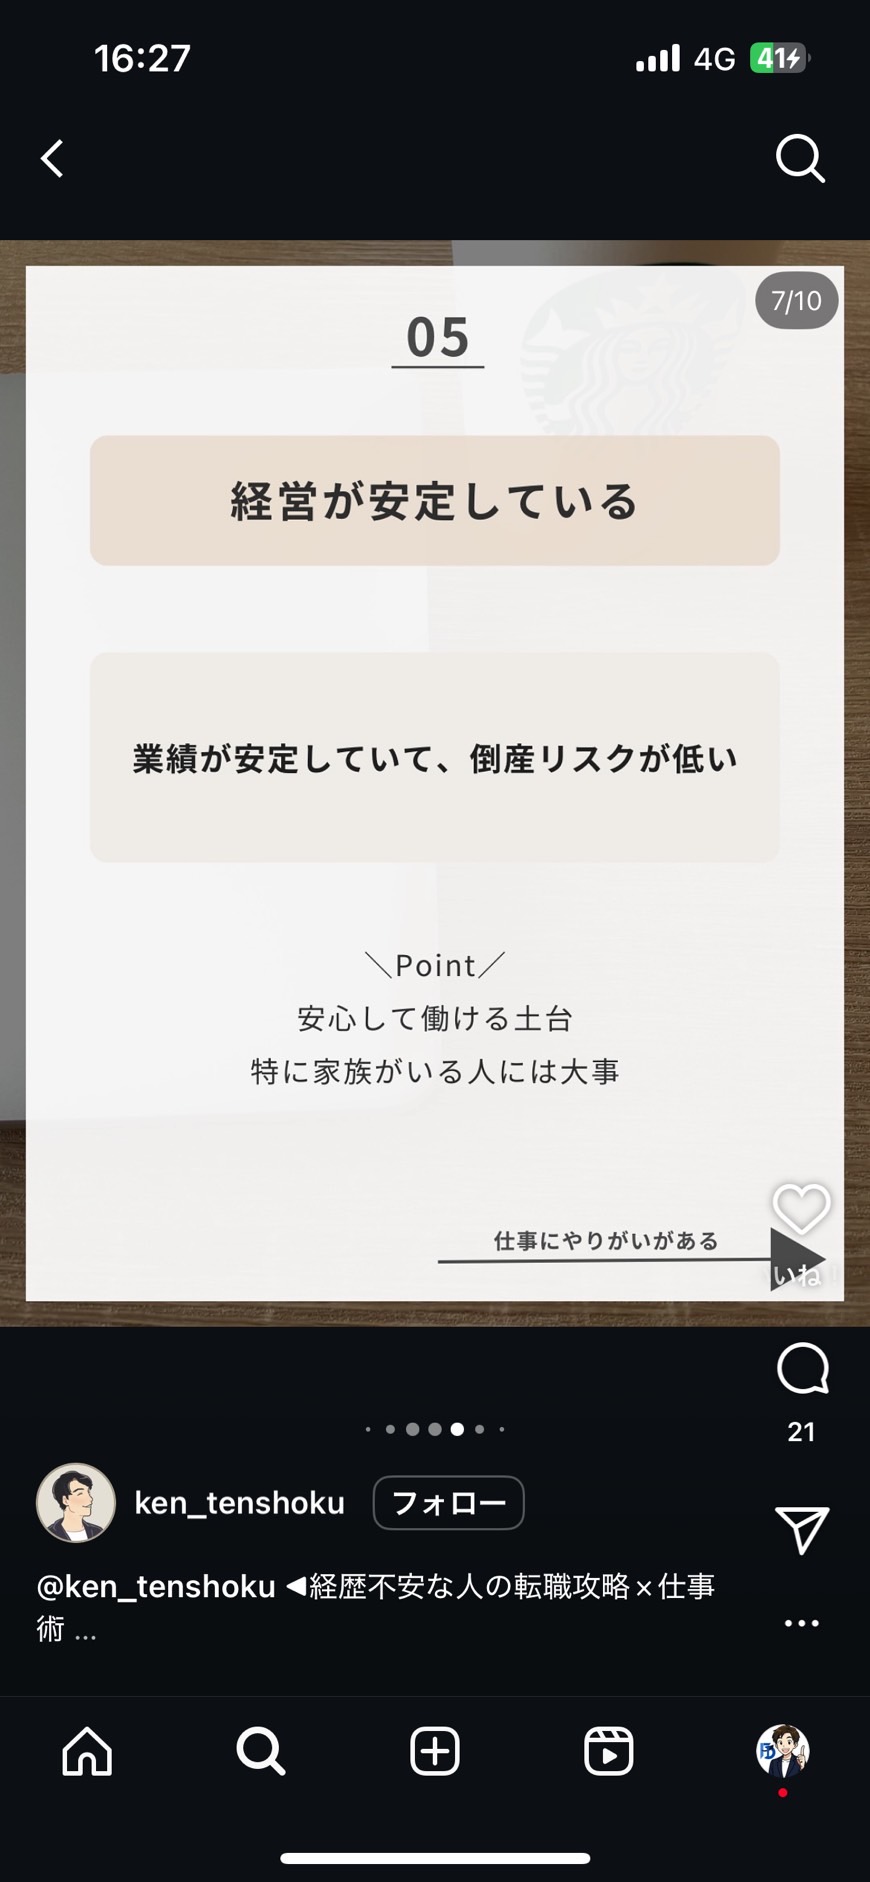 16:27
4G
41
7/10
05
経営が安定している
業績が安定していて、倒産リスクが低い
＼Point／
安心して働ける土台
特に家族がいる人には大事
仕事にやりがいがある
いいね！
21
ken_tenshoku
フォロー
@ken_tenshoku ◀経歴不安な人の転職攻略×仕事
術 ...